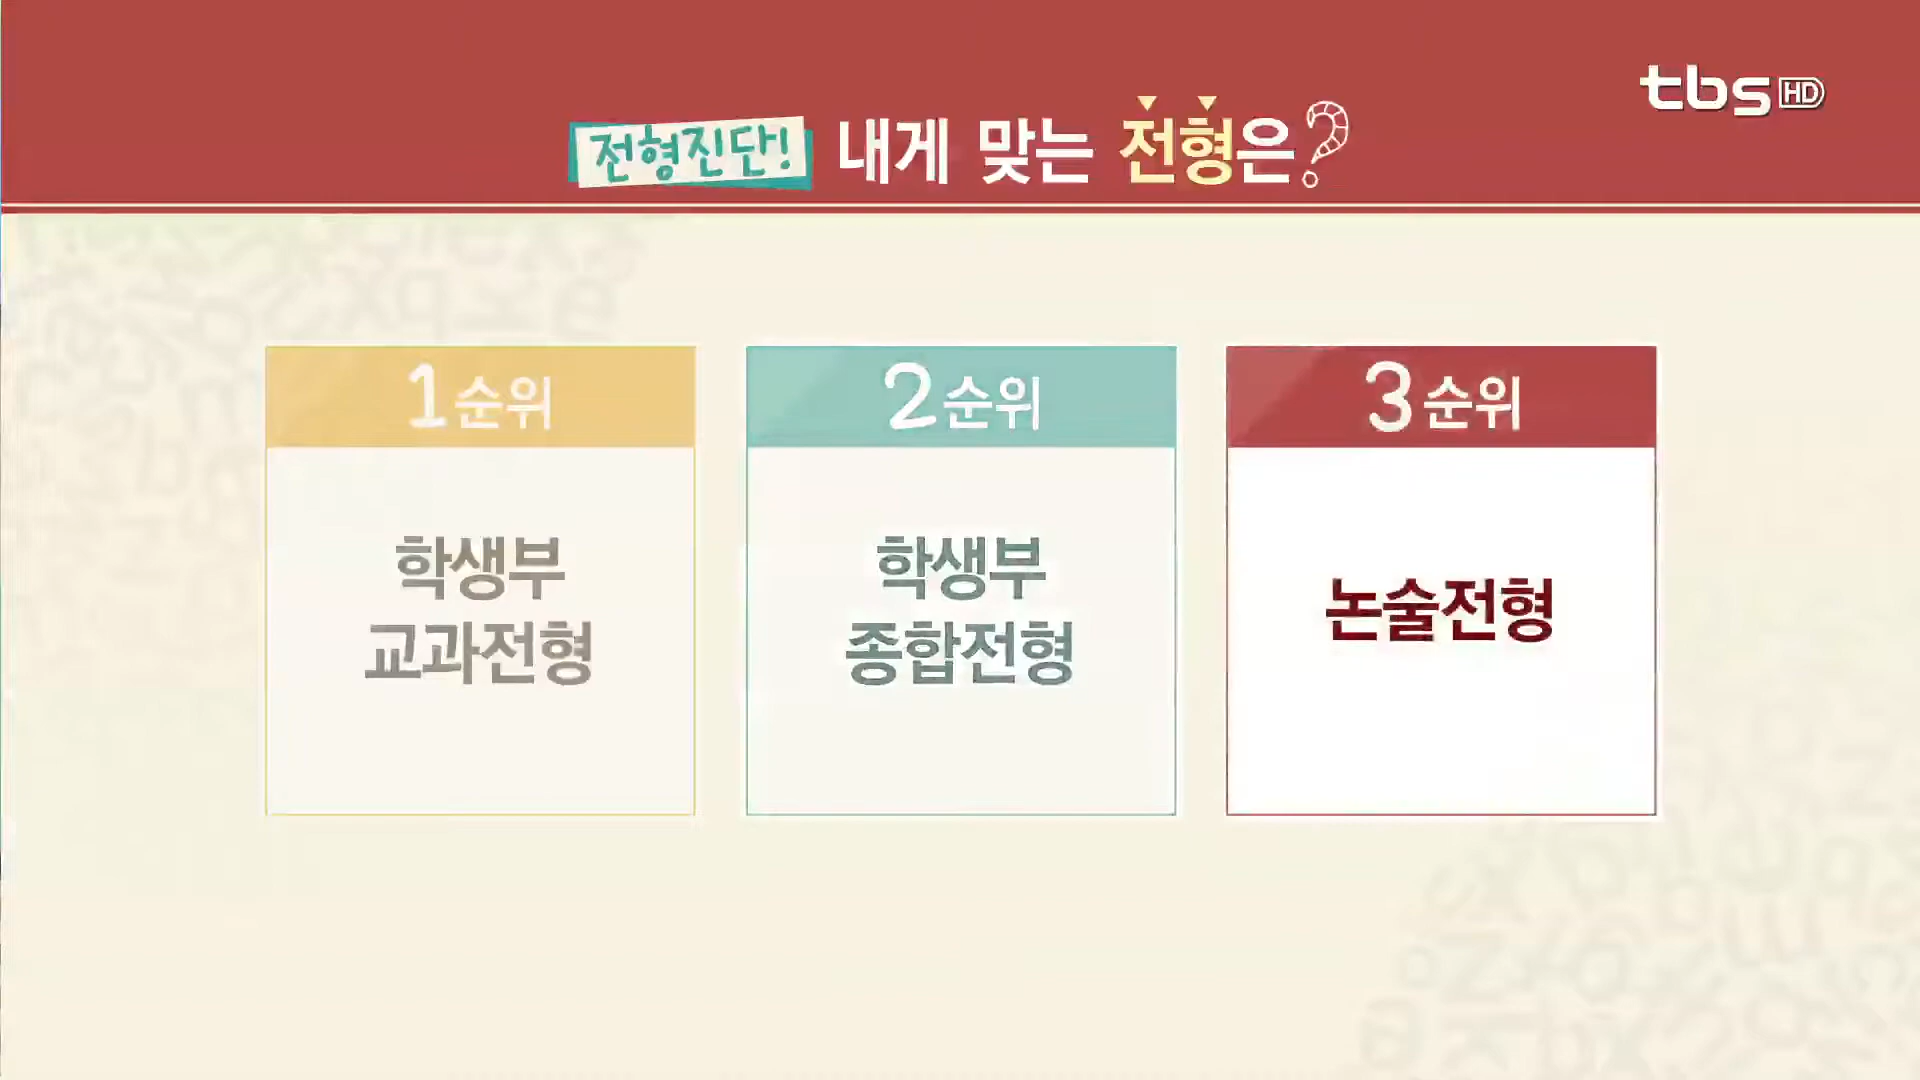 tbs HD
전형진단! 내게 맞는 전형은?
1순위
학생부
교과전형
2순위
학생부
종합전형
3순위
논술전형